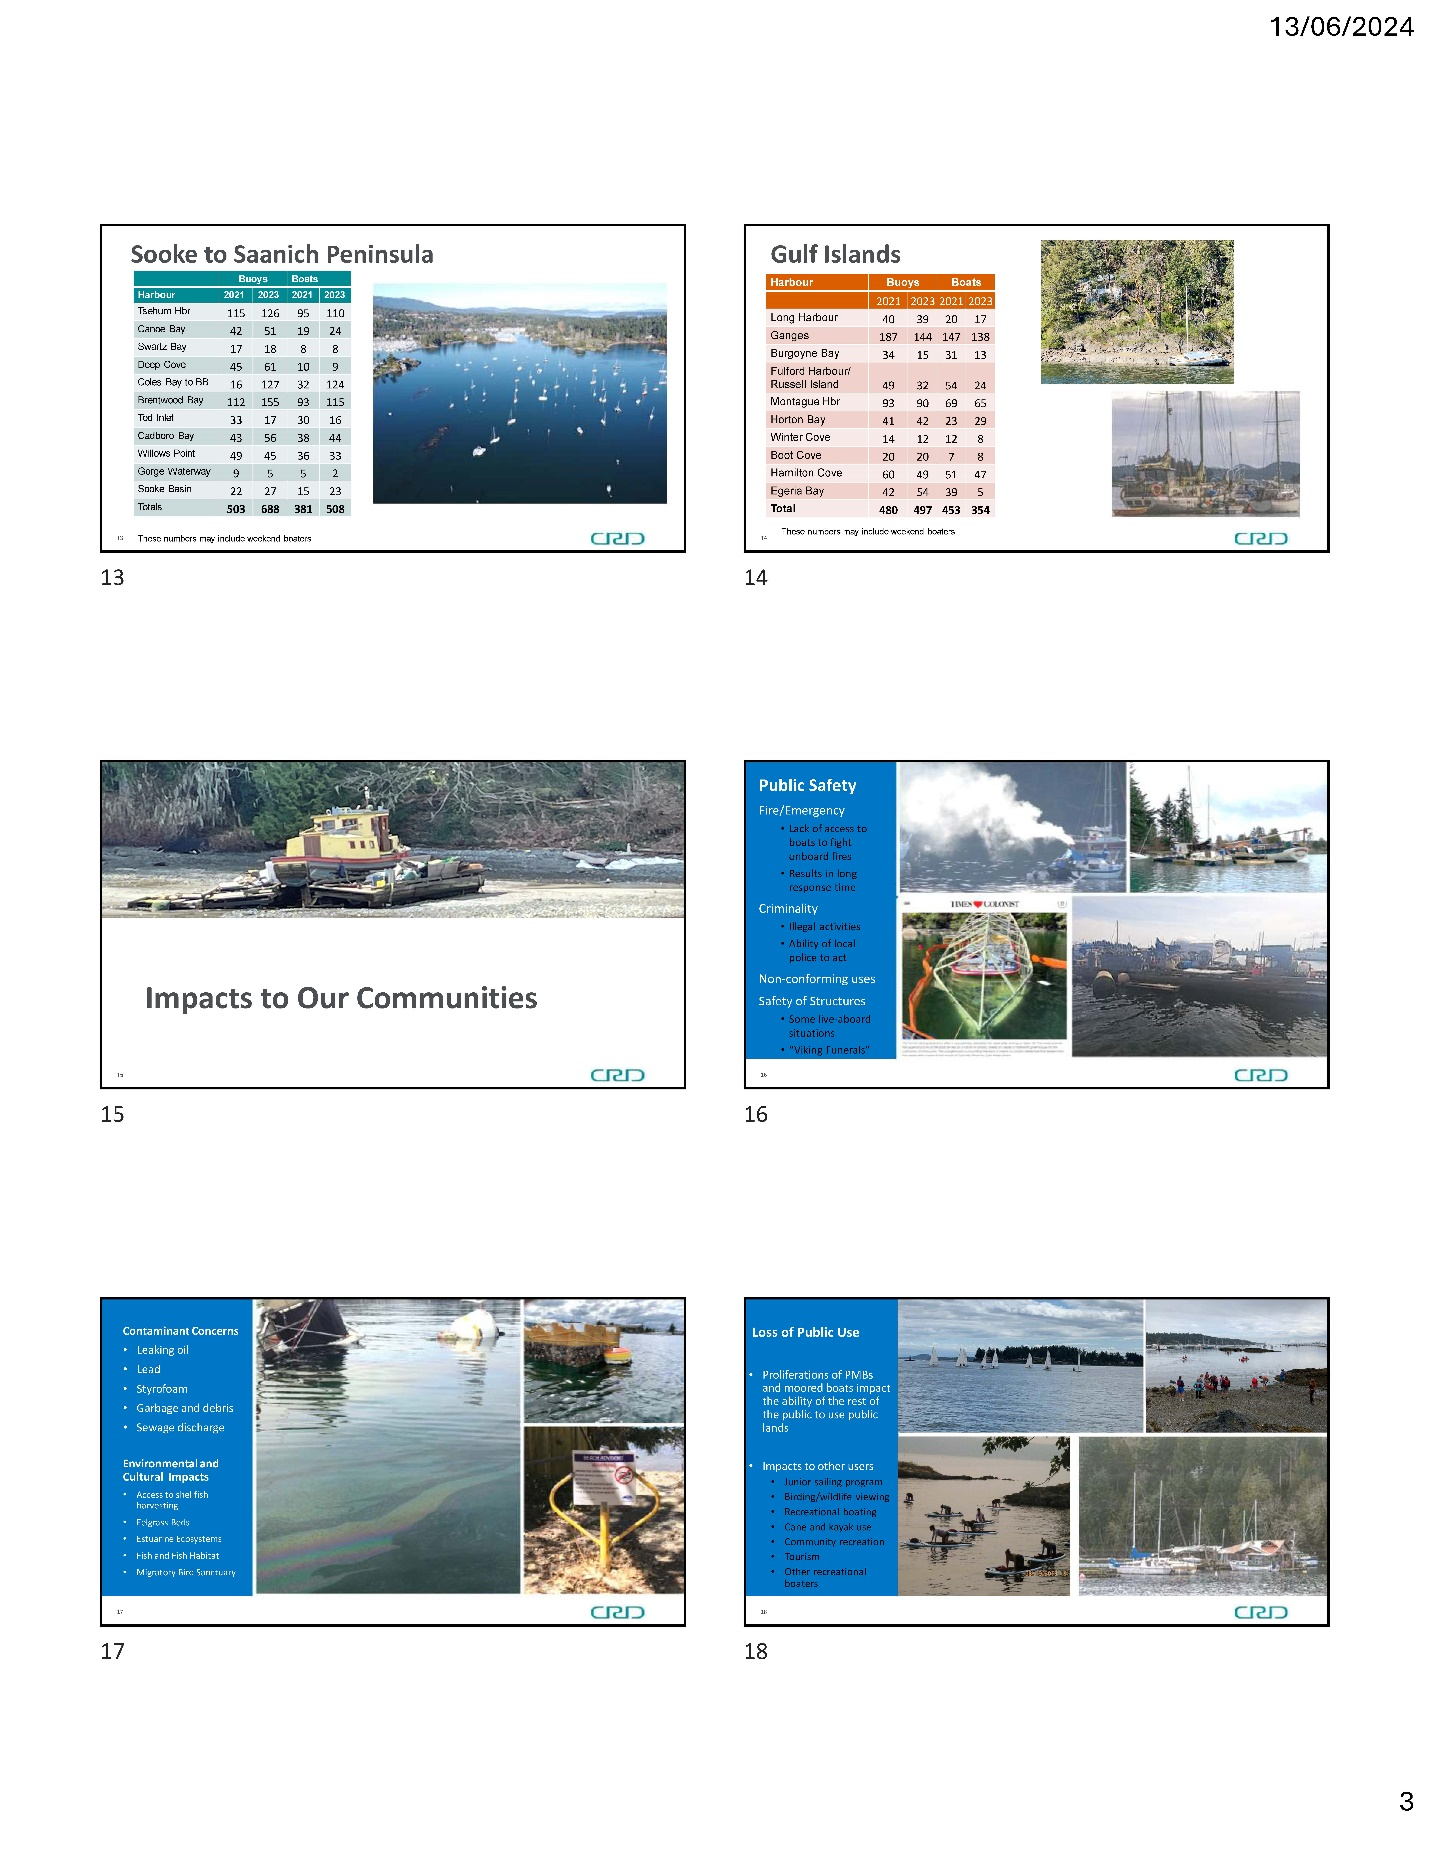 13/06/2024
Sooke to Saanich Peninsula
Buoys Boats
Harbour 2021 2023 2021 2023
Tsehum Hbr 115 126 95 110
Canoe Bay 42 51 19 24
Swartz Bay 17 18 8 8
Deep Cove 45 61 10 9
Coles Bay to BB 16 127 32 124
Brentwood Bay 112 155 93 115
Tod Inlet 33 17 30 16
Cadboro Bay 43 56 38 44
Willows Point 49 45 36 33
Gorge Waterway 9 5 5 2
Sooke Basin 22 27 15 23
Totals 503 688 381 508
13 These numbers may include weekend boaters
CRD
13
Gulf Islands
Harbour Buoys Boats
2021 2023 2021 2023
Long Harbour 40 39 20 17
Ganges 187 144 147 138
Burgoyne Bay 34 15 31 13
Fulford Harbour/
Russell Island 49 32 54 24
Montague Hbr 93 90 69 65
Horton Bay 41 42 23 29
Winter Cove 14 12 12 8
Boot Cove 20 20 7 8
Hamilton Cove 60 49 51 47
Egeria Bay 42 54 39 5
Total 480 497 453 354
These numbers may include weekend boaters
14
CRD
14
Impacts to Our Communities
15
CRD
15
Public Safety
Fire/Emergency
• Lack of access to
boats to fight
unboard fires
• Results in long
response time
Criminality
• Illegal activities
• Ability of local
police to act
Non-conforming uses
Safety of Structures
• Some live-aboard
situations
• "Viking Funerals"
TIMES COLONIST
16
CRD
16
Contaminant Concerns
• Leaking oil
• Lead
• Styrofoam
• Garbage and debris
• Sewage discharge
Environmental and
Cultural Impacts
• Access to shellfish
harvesting
• Eelgrass Beds
• Estuarine Ecosystems
• Fish and Fish Habitat
• Migratory Bird Sanctuary
BEACH ADVISORY
17
CRD
17
Loss of Public Use
• Proliferations of PMBs
and moored boats impact
the ability of the rest of
the public to use public
lands
• Impacts to other users
• Junior sailing program
• Birding/wildlife viewing
• Recreational boating
• Cane and kayak use
• Community recreation
• Tourism
• Other recreational
boaters
18
CRD
18
3